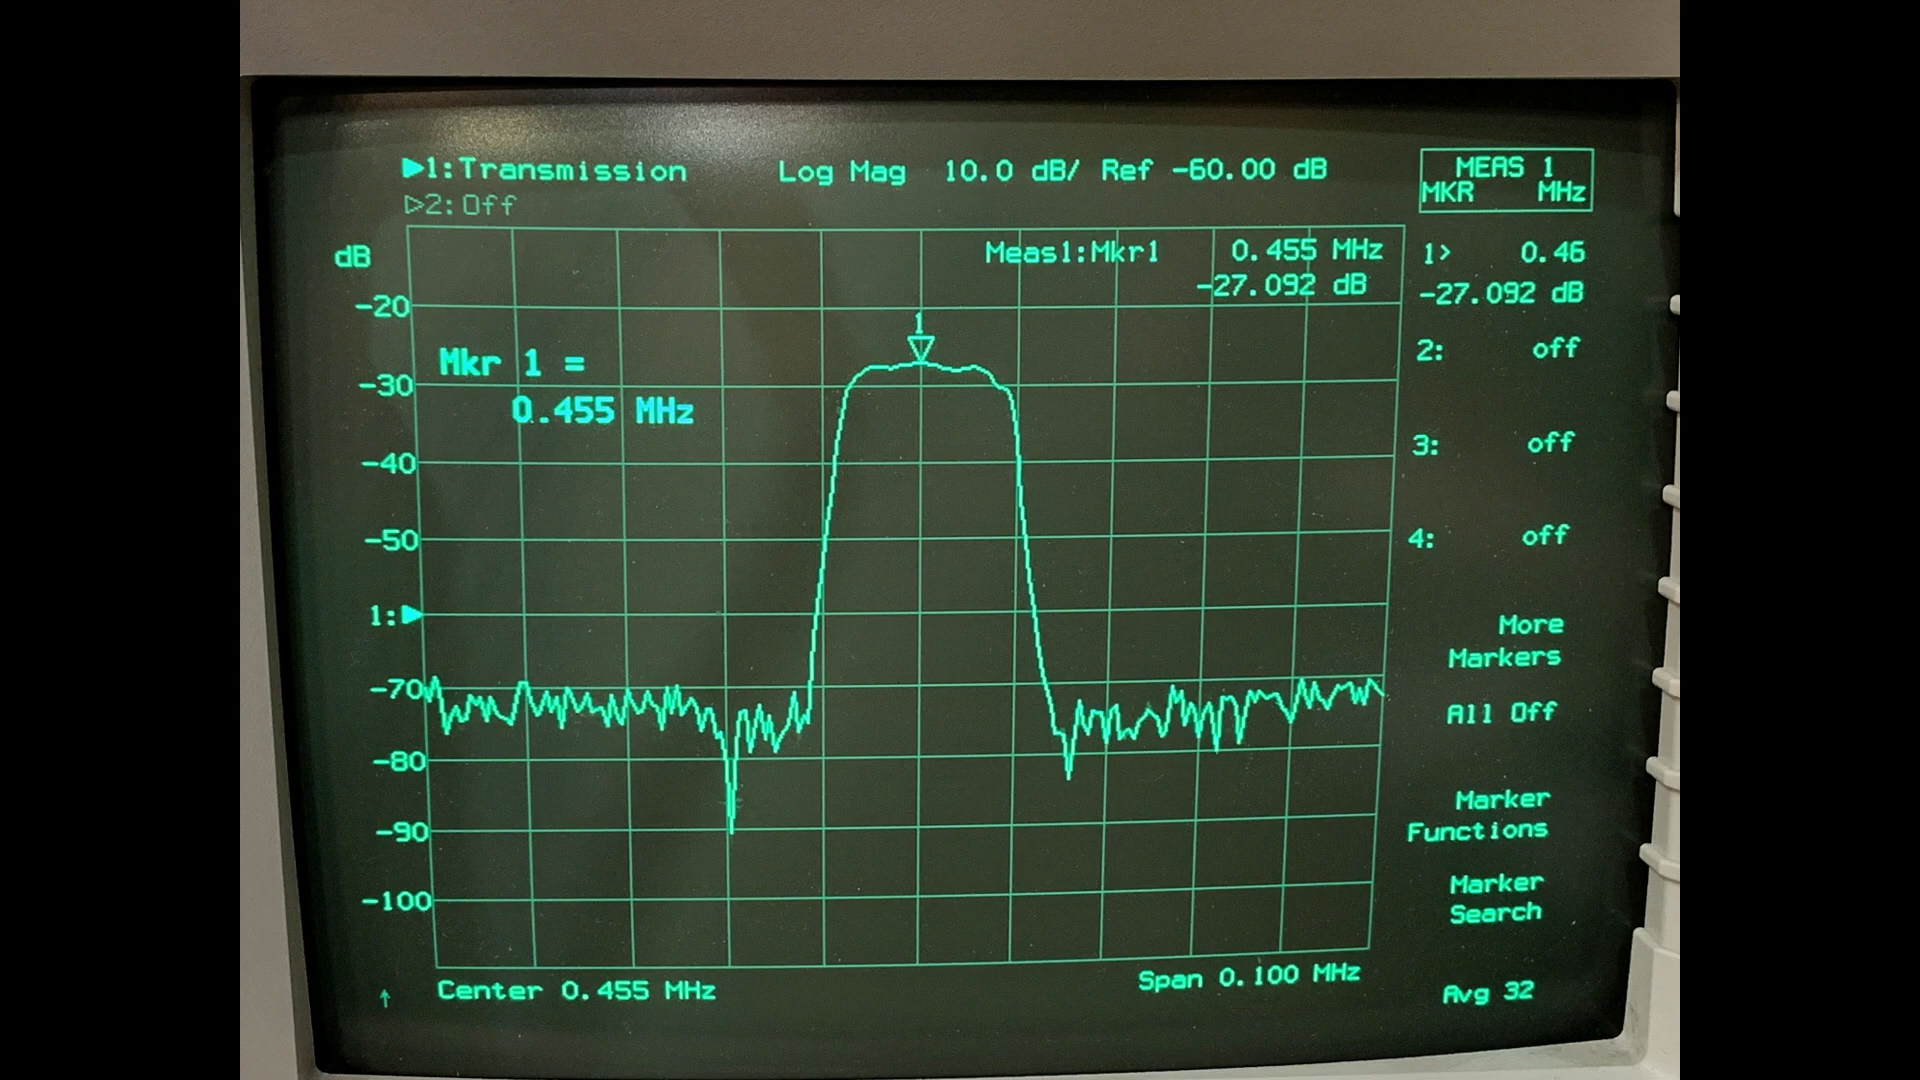 ▶1:Transmission Log Mag 10.0 dB/ Ref -60.00 dB
▷2:Off
MEAS 1
MKR MHz
dB
Meas1:Mkr1 0.455 MHz
-27.092 dB
1> 0.46
-27.092 dB
-20
1
Mkr 1 =
0.455 MHz
2: off
-30
3: off
-40
4: off
-50
1:▶
More
Markers
-70
All Off
-80
Marker
Functions
-90
Marker
Search
-100
↑
Center 0.455 MHz Span 0.100 MHz
Avg 32